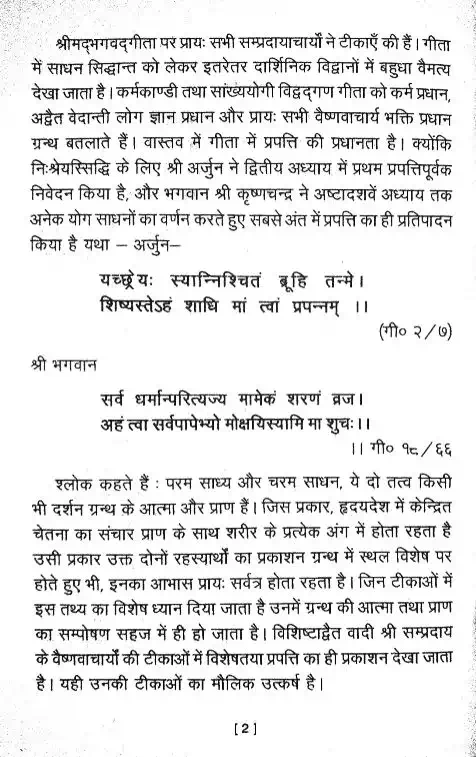 श्रीमद्भगवद्गीता पर प्रायः सभी सम्प्रदायाचार्यों ने टीकाएँ की हैं। गीता
में साधन सिद्धान्त को लेकर इतरेतर दार्शिनिक विद्वानों में बहुधा वैमत्य
देखा जाता है। कर्मकाण्डी तथा सांख्ययोगी विद्वद्गण गीता को कर्म प्रधान,
अद्वैत वेदान्ती लोग ज्ञान प्रधान और प्रायः सभी वैष्णवाचार्य भक्ति प्रधान
ग्रन्थ बतलाते हैं। वास्तव में गीता में प्रपत्ति की प्रधानता है। क्योंकि
निःश्रेयस्सिद्धि के लिए श्री अर्जुन ने द्वितीय अध्याय में प्रथम प्रपत्तिपूर्वक
निवेदन किया है, और भगवान श्री कृष्णचन्द्र ने अष्टादशवें अध्याय तक
अनेक योग साधनों का वर्णन करते हुए सबसे अंत में प्रपत्ति का ही प्रतिपादन
किया है यथा – अर्जुन–
यच्छ्रेयः स्यान्निश्चितं ब्रूहि तन्मे।
शिष्यस्तेऽहं शाधि मां त्वां प्रपन्नम् ।।
(गी० २/७)
श्री भगवान
सर्व धर्मान्परित्यज्य मामेकं शरणं व्रज।
अहं त्वा सर्वपापेभ्यो मोक्षयिस्यामि मा शुचः।।
।। गी० १८/६६
श्लोक कहते हैं : परम साध्य और चरम साधन, ये दो तत्व किसी
भी दर्शन ग्रन्थ के आत्मा और प्राण हैं। जिस प्रकार, हृदयदेश में केन्द्रित
चेतना का संचार प्राण के साथ शरीर के प्रत्येक अंग में होता रहता है
उसी प्रकार उक्त दोनों रहस्यार्थों का प्रकाशन ग्रन्थ में स्थल विशेष पर
होते हुए भी, इनका आभास प्रायः सर्वत्र होता रहता है। जिन टीकाओं में
इस तथ्य का विशेष ध्यान दिया जाता है उनमें ग्रन्थ की आत्मा तथा प्राण
का सम्पोषण सहज में ही हो जाता है। विशिष्टाद्वैत वादी श्री सम्प्रदाय
के वैष्णवाचार्यों की टीकाओं में विशेषतया प्रपत्ति का ही प्रकाशन देखा जाता
है। यही उनकी टीकाओं का मौलिक उत्कर्ष है।
[ 2 ]